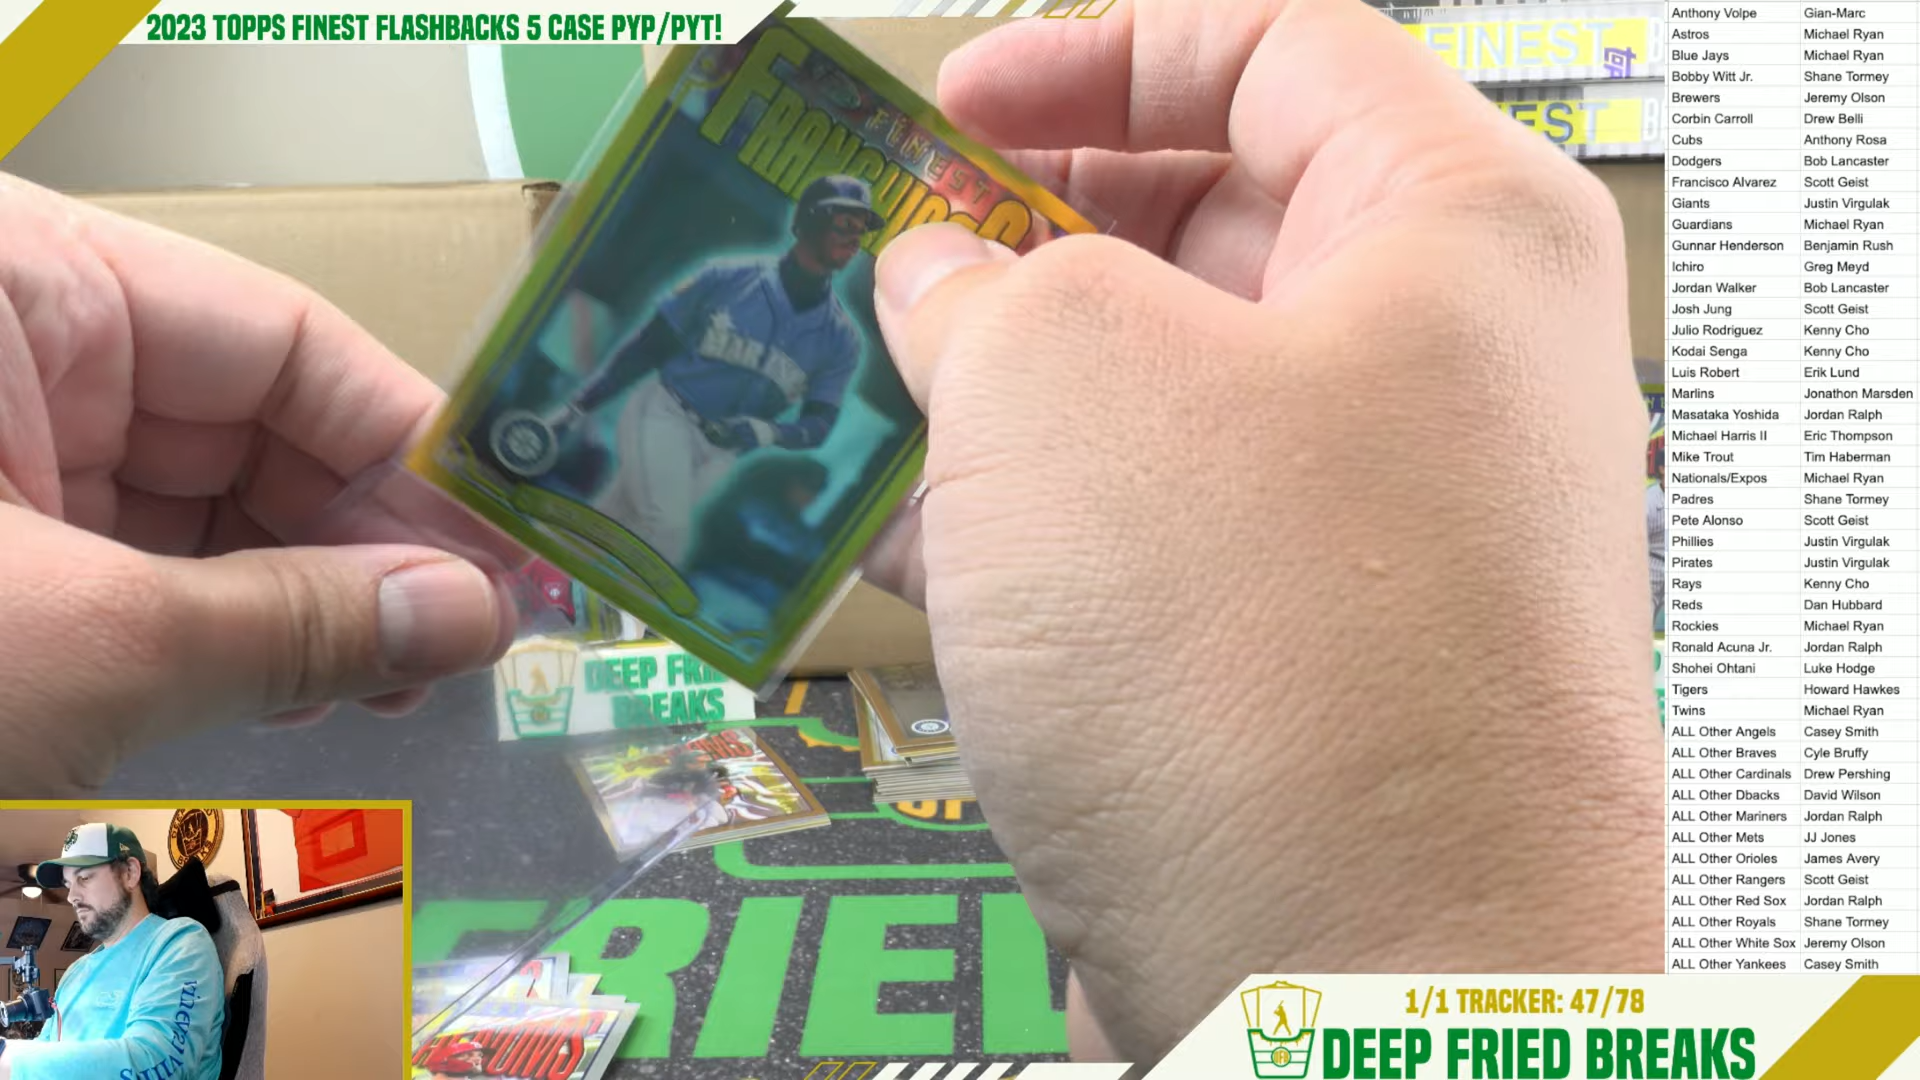 2023 TOPPS FINEST FLASHBACKS 5 CASE PYP/PYT!
FINEST
FINEST
MARINERS
DEEP FRIED
BREAKS
Anthony Volpe Gian-Marc
Astros Michael Ryan
Blue Jays Michael Ryan
Bobby Witt Jr. Shane Tormey
Brewers Jeremy Olson
Corbin Carroll Drew Belli
Cubs Anthony Rosa
Dodgers Bob Lancaster
Francisco Alvarez Scott Geist
Giants Justin Virgulak
Guardians Michael Ryan
Gunnar Henderson Benjamin Rush
Ichiro Greg Meyd
Jordan Walker Bob Lancaster
Josh Jung Scott Geist
Julio Rodriguez Kenny Cho
Kodai Senga Kenny Cho
Luis Robert Erik Lund
Marlins Jonathon Marsden
Masataka Yoshida Jordan Ralph
Michael Harris II Eric Thompson
Mike Trout Tim Haberman
Nationals/Expos Michael Ryan
Padres Shane Tormey
Pete Alonso Scott Geist
Phillies Justin Virgulak
Pirates Justin Virgulak
Rays Kenny Cho
Reds Dan Hubbard
Rockies Michael Ryan
Ronald Acuna Jr. Jordan Ralph
Shohei Ohtani Luke Hodge
Tigers Howard Hawkes
Twins Michael Ryan
ALL Other Angels Casey Smith
ALL Other Braves Cyle Bruffy
ALL Other Cardinals Drew Pershing
ALL Other Dbacks David Wilson
ALL Other Mariners Jordan Ralph
ALL Other Mets JJ Jones
ALL Other Orioles James Avery
ALL Other Rangers Scott Geist
ALL Other Red Sox Jordan Ralph
ALL Other Royals Shane Tormey
ALL Other White Sox Jeremy Olson
ALL Other Yankees Casey Smith
1/1 TRACKER: 47/78
DEEP FRIED BREAKS